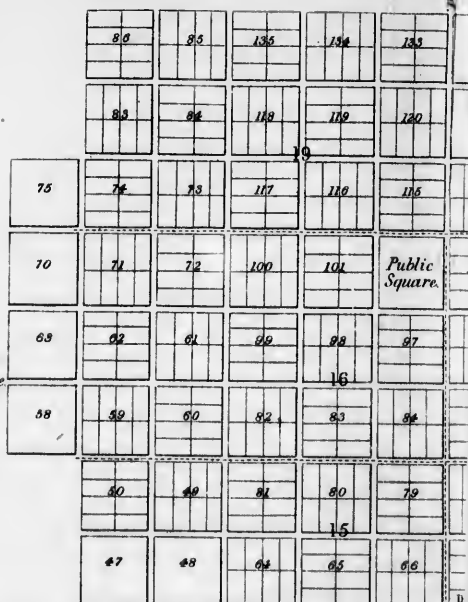 86 85 135 134 133
83 84 118 119 120
19
75 74 73 117 116 115
70 71 72 100 101 Public
Square.
63 62 61 99 98 97
16
58 59 60 82 83 84
50 49 81 80 79
15
47 48 64 65 66
D